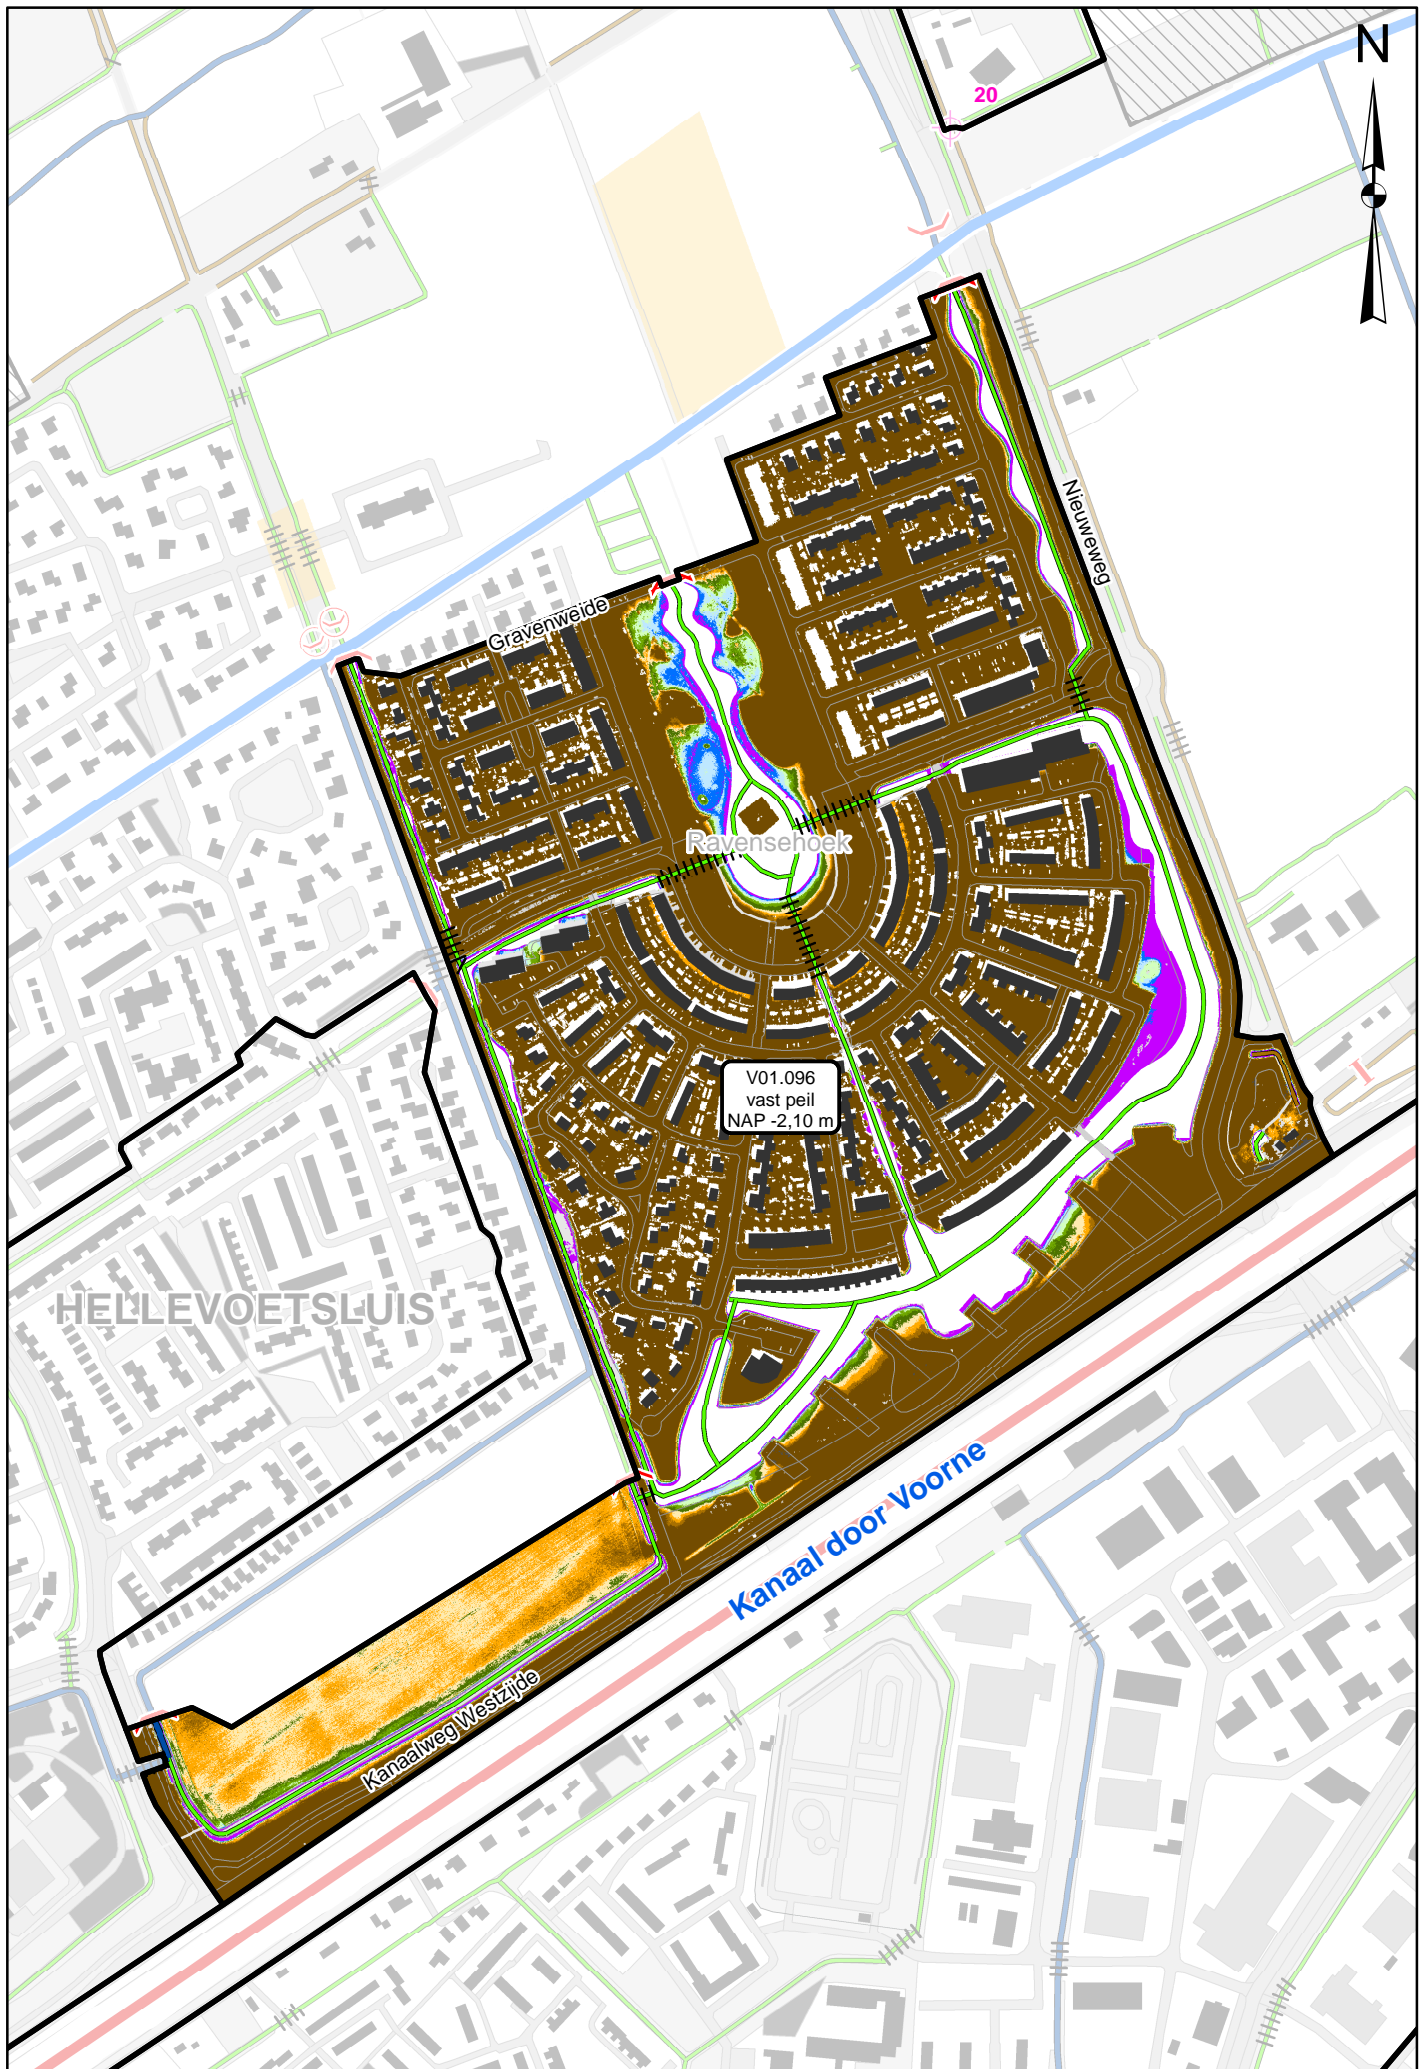 N
20
Nieuweweg
Gravenweide
Ravensehoek
V01.096
vast peil
NAP -2,10 m
HELLEVOETSLUIS
Kanaal door Voorne
Kanaalweg Westzijde